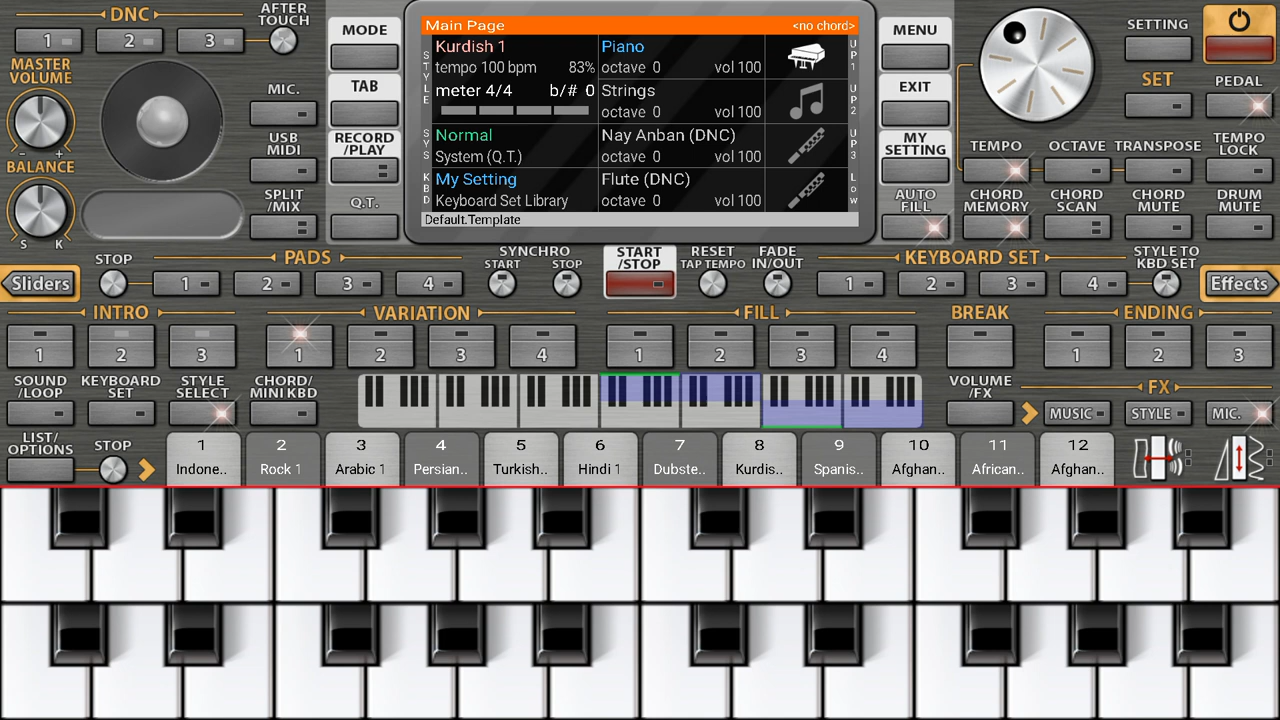 DNC
AFTER
TOUCH
1 2 3
MASTER
VOLUME
- +
BALANCE
S K
MIC.
USB
MIDI
SPLIT
/MIX
MODE
TAB
RECORD
/PLAY
Q.T.
Main Page <no chord>
STYLE
Kurdish 1
tempo 100 bpm 83%
meter 4/4 b/# 0
SYS
Normal
System (Q.T.)
KBD
My Setting
Keyboard Set Library
Piano
octave 0 vol 100
UP1
Strings
octave 0 vol 100
UP2
Nay Anban (DNC)
octave 0 vol 100
UP3
Flute (DNC)
octave 0 vol 100
Low
Default.Template
MENU
EXIT
MY
SETTING
AUTO
FILL
SETTING
SET
PEDAL
TEMPO OCTAVE TRANSPOSE
TEMPO
LOCK
CHORD
MEMORY
CHORD
SCAN
CHORD
MUTE
DRUM
MUTE
Sliders
STOP
PADS
1 2 3 4
SYNCHRO
START STOP
START
/STOP
RESET
TAP TEMPO
FADE
IN/OUT
KEYBOARD SET
1 2 3 4
STYLE TO
KBD SET
Effects
INTRO
1 2 3
VARIATION
1 2 3 4
FILL
1 2 3 4
BREAK
ENDING
1 2 3
SOUND
/LOOP
KEYBOARD
SET
STYLE
SELECT
CHORD/
MINI KBD
VOLUME
/FX
FX
MUSIC STYLE MIC.
LIST/
OPTIONS
STOP
1 2 3 4 5 6 7 8 9 10 11 12
Indone.. Rock 1 Arabic 1 Persian.. Turkish.. Hindi 1 Dubste.. Kurdis.. Spanis.. Afghan.. African.. Afghan..